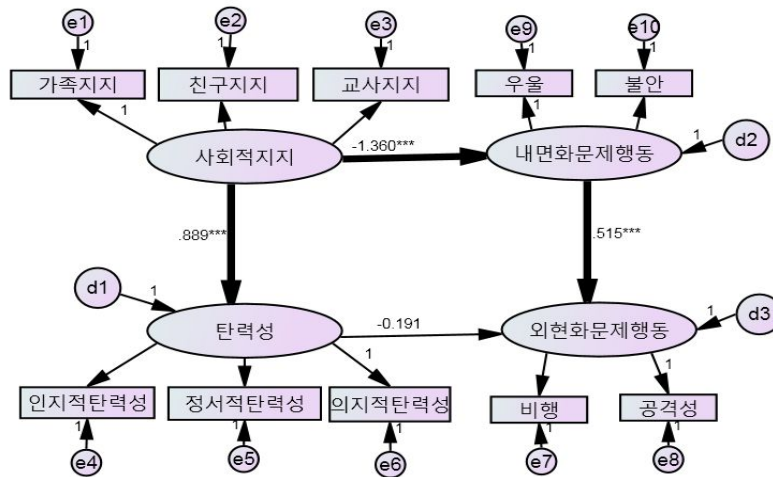 e1
e2
e3
e9
e10
1
1
1
1
1
가족지지
친구지지
교사지지
우울
불안
1
1
사회적지지
-1.360***
내면화문제행동
1
d2
.889***
.515***
d1
1
탄력성
-0.191
외현화문제행동
1
d3
1
1
인지적탄력성
정서적탄력성
의지적탄력성
비행
공격성
1
1
1
1
1
e4
e5
e6
e7
e8